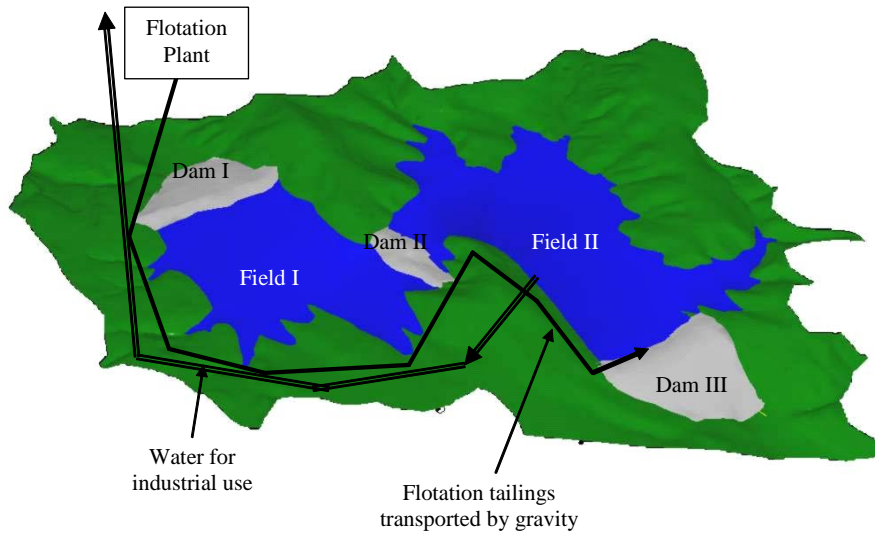 Flotation
Plant
Dam I
Dam II
Field I
Field II
Dam III
Water for
industrial use
Flotation tailings
transported by gravity